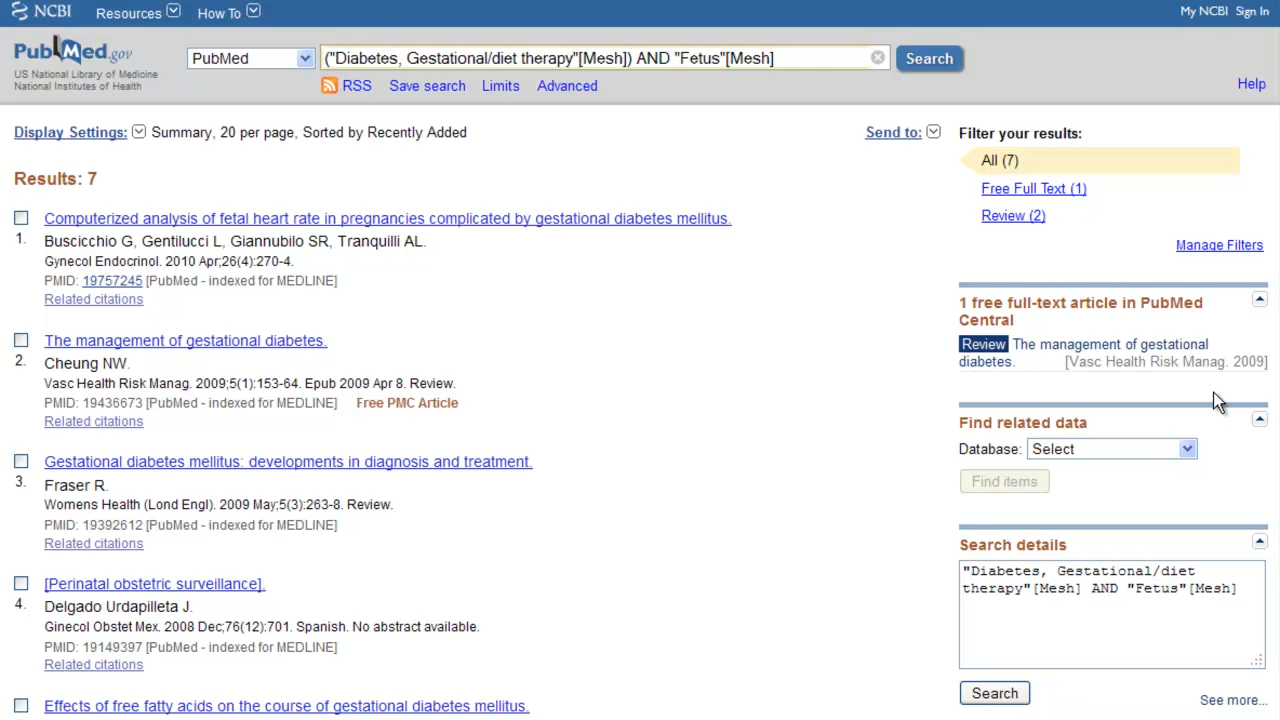 NCBI Resources How To My NCBI Sign In
PubMed.gov
US National Library of Medicine
National Institutes of Health
PubMed ("Diabetes, Gestational/diet therapy"[Mesh]) AND "Fetus"[Mesh] Search
RSS Save search Limits Advanced Help
Display Settings: Summary, 20 per page, Sorted by Recently Added Send to:
Results: 7
Computerized analysis of fetal heart rate in pregnancies complicated by gestational diabetes mellitus.
1. Buscicchio G, Gentilucci L, Giannubilo SR, Tranquilli AL.
Gynecol Endocrinol. 2010 Apr;26(4):270-4.
PMID: 19757245 [PubMed - indexed for MEDLINE]
Related citations
The management of gestational diabetes.
2. Cheung NW.
Vasc Health Risk Manag. 2009;5(1):153-64. Epub 2009 Apr 8. Review.
PMID: 19436673 [PubMed - indexed for MEDLINE] Free PMC Article
Related citations
Gestational diabetes mellitus: developments in diagnosis and treatment.
3. Fraser R.
Womens Health (Lond Engl). 2009 May;5(3):263-8. Review.
PMID: 19392612 [PubMed - indexed for MEDLINE]
Related citations
[Perinatal obstetric surveillance].
4. Delgado Urdapilleta J.
Ginecol Obstet Mex. 2008 Dec;76(12):701. Spanish. No abstract available.
PMID: 19149397 [PubMed - indexed for MEDLINE]
Related citations
Effects of free fatty acids on the course of gestational diabetes mellitus.
Filter your results:
All (7)
Free Full Text (1)
Review (2)
Manage Filters
1 free full-text article in PubMed
Central
Review The management of gestational
diabetes. [Vasc Health Risk Manag. 2009]
Find related data
Database: Select
Find items
Search details
"Diabetes, Gestational/diet
therapy"[Mesh] AND "Fetus"[Mesh]
Search See more...